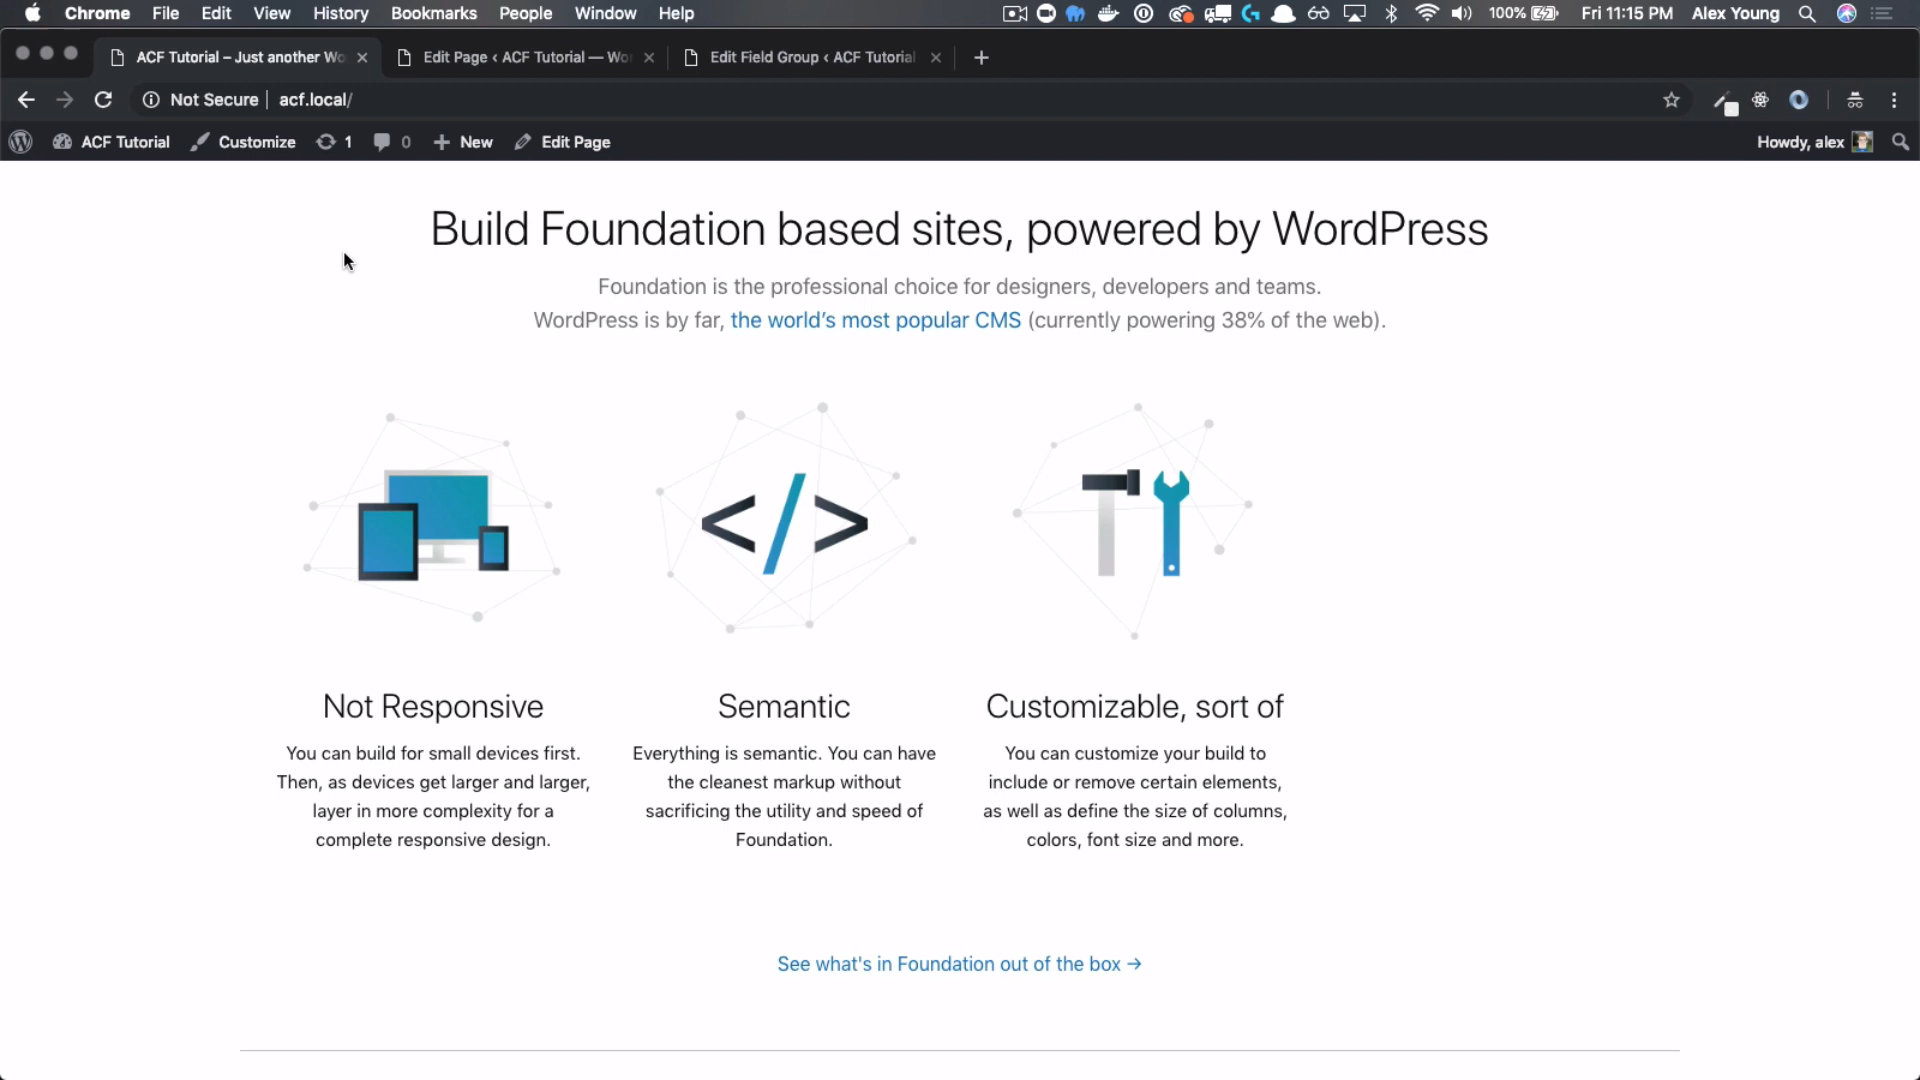 Chrome File Edit View History Bookmarks People Window Help 100% Fri 11:15 PM Alex Young
ACF Tutorial – Just another Wo Edit Page ‹ ACF Tutorial — Wor Edit Field Group ‹ ACF Tutorial
Not Secure acf.local/
ACF Tutorial Customize 1 0 New Edit Page Howdy, alex
Build Foundation based sites, powered by WordPress
Foundation is the professional choice for designers, developers and teams.
WordPress is by far, the world's most popular CMS (currently powering 38% of the web).
Not Responsive
You can build for small devices first.
Then, as devices get larger and larger,
layer in more complexity for a
complete responsive design.
Semantic
Everything is semantic. You can have
the cleanest markup without
sacrificing the utility and speed of
Foundation.
Customizable, sort of
You can customize your build to
include or remove certain elements,
as well as define the size of columns,
colors, font size and more.
See what's in Foundation out of the box →